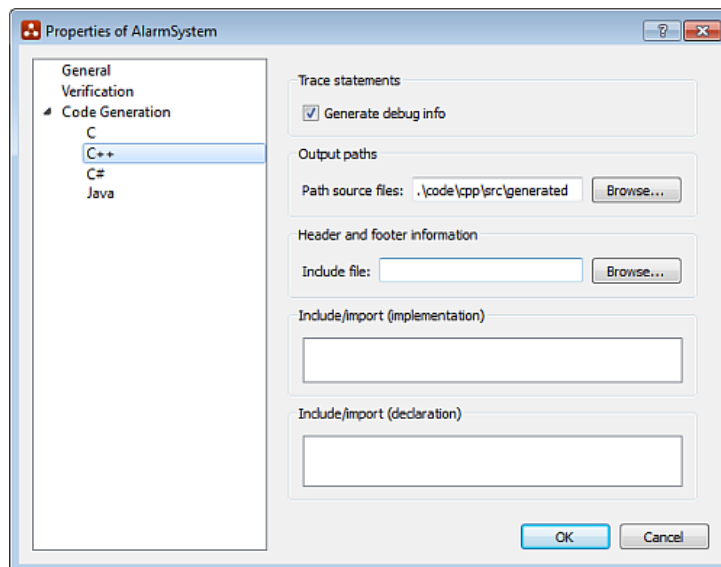 Properties of AlarmSystem
General
Verification
Code Generation
C
C++
C#
Java
Trace statements
Generate debug info
Output paths
Path source files: .\code\cpp\src\generated Browse...
Header and footer information
Include file: Browse...
Include/import (implementation)
Include/import (declaration)
OK Cancel